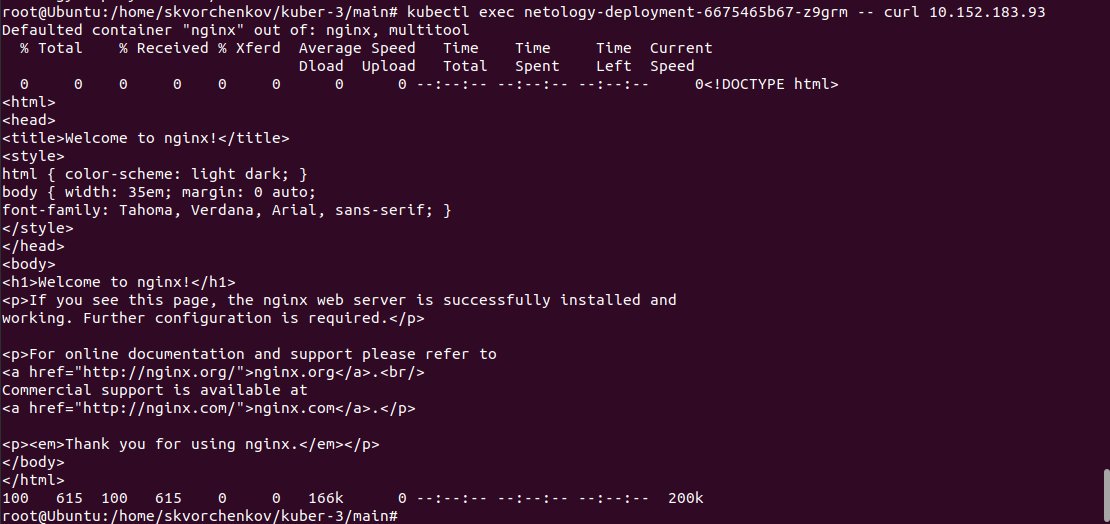 root@Ubuntu:/home/skvorchenkov/kuber-3/main# kubectl exec netology-deployment-6675465b67-z9grm -- curl 10.152.183.93
Defaulted container "nginx" out of: nginx, multitool
  % Total    % Received % Xferd  Average Speed   Time    Time     Time  Current
                                 Dload  Upload   Total   Spent    Left  Speed
  0     0    0     0    0     0      0      0 --:--:-- --:--:-- --:--:--     0<!DOCTYPE html>
<html>
<head>
<title>Welcome to nginx!</title>
<style>
html { color-scheme: light dark; }
body { width: 35em; margin: 0 auto;
font-family: Tahoma, Verdana, Arial, sans-serif; }
</style>
</head>
<body>
<h1>Welcome to nginx!</h1>
<p>If you see this page, the nginx web server is successfully installed and
working. Further configuration is required.</p>

<p>For online documentation and support please refer to
<a href="http://nginx.org/">nginx.org</a>.<br/>
Commercial support is available at
<a href="http://nginx.com/">nginx.com</a>.</p>

<p><em>Thank you for using nginx.</em></p>
</body>
</html>
100   615  100   615    0     0   166k      0 --:--:-- --:--:-- --:--:--  200k
root@Ubuntu:/home/skvorchenkov/kuber-3/main#